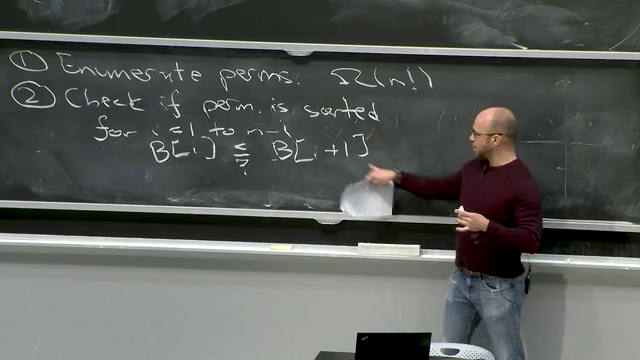 ① Enumerate perms. Ω(n!)
② Check if perm. is sorted
for i=1 to n-1
B[i] ≤? B[i+1]